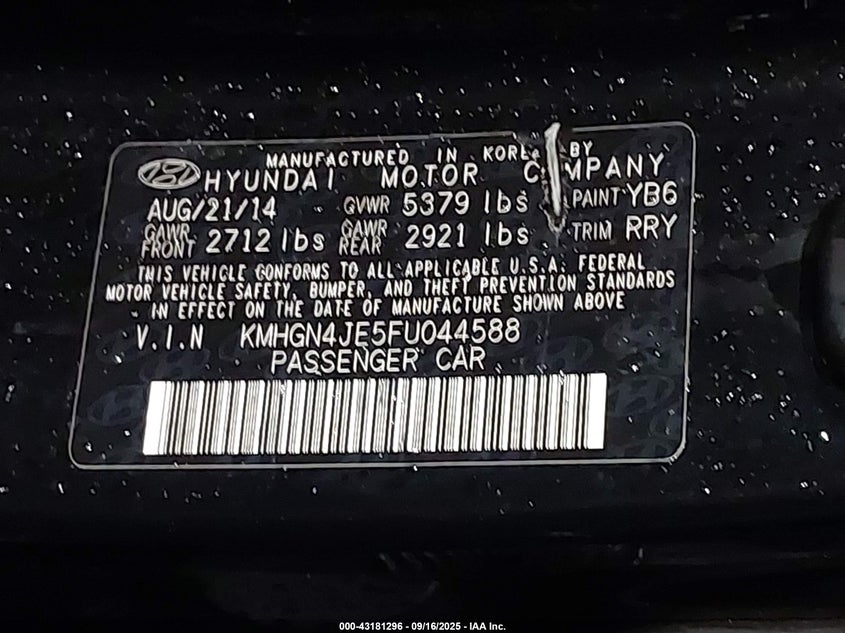 MANUFACTURED IN KOREA BY
HYUNDAI MOTOR COMPANY
AUG/21/14 GVWR 5379 lbs PAINT YB6
GAWR FRONT 2712 lbs GAWR REAR 2921 lbs TRIM RRY
THIS VEHICLE CONFORMS TO ALL APPLICABLE U.S.A. FEDERAL
MOTOR VEHICLE SAFETY, BUMPER, AND THEFT PREVENTION STANDARDS
IN EFFECT ON THE DATE OF MANUFACTURE SHOWN ABOVE
V.I.N KMHGN4JE5FU044588
PASSENGER CAR
000-43181296 - 09/16/2025 - IAA Inc.